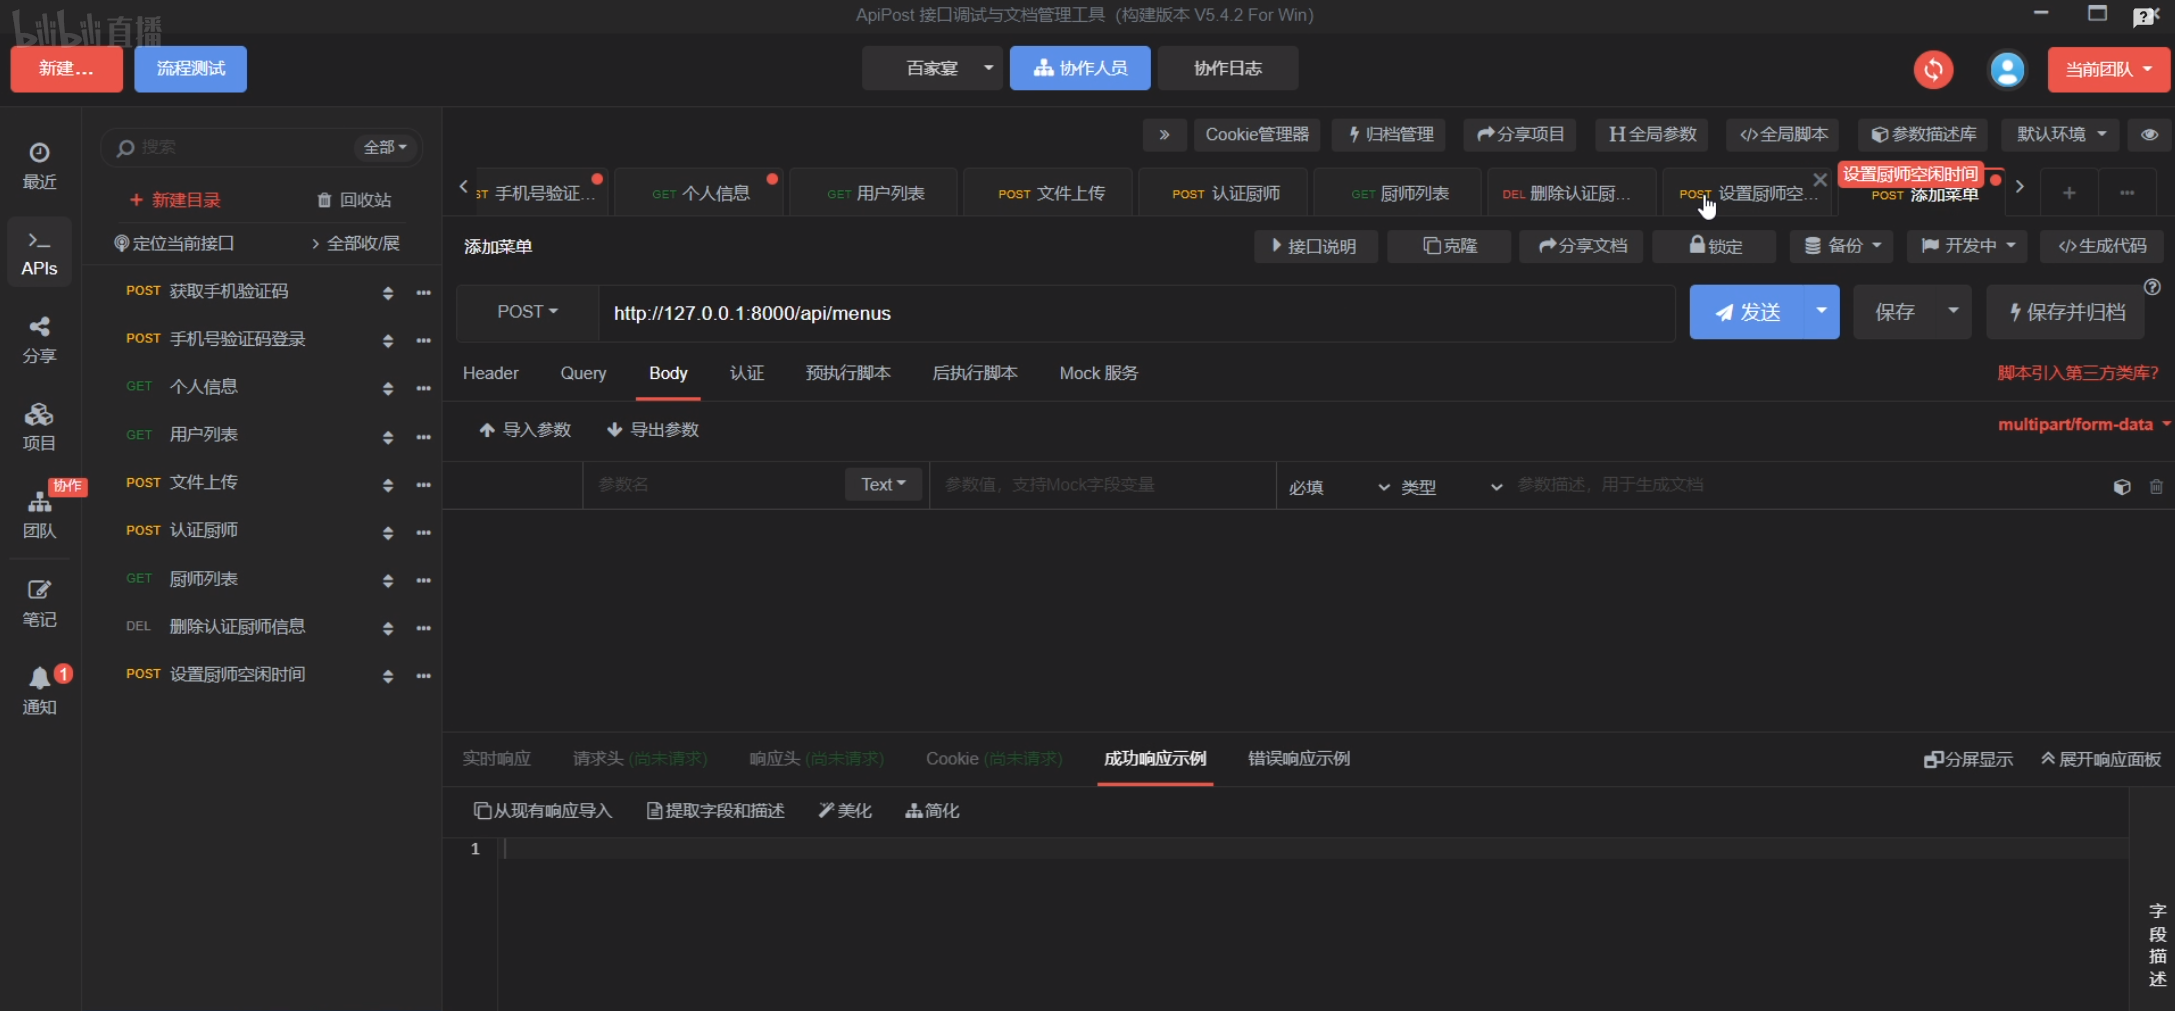 bilibili 直播
ApiPost 接口调试与文档管理工具 (构建版本 V5.4.2 For Win)
新建...
流程测试
百家宴
协作人员
协作日志
当前团队
最近
APIs
分享
项目
协作
团队
笔记
1
通知
搜索
全部
+ 新建目录
回收站
定位当前接口
> 全部收/展
POST 获取手机验证码
POST 手机号验证码登录
GET 个人信息
GET 用户列表
POST 文件上传
POST 认证厨师
GET 厨师列表
DEL 删除认证厨师信息
POST 设置厨师空闲时间
»
Cookie管理器
归档管理
分享项目
全局参数
</>全局脚本
参数描述库
默认环境
ST 手机号验证...
GET 个人信息
GET 用户列表
POST 文件上传
POST 认证厨师
GET 厨师列表
DEL 删除认证厨...
POST 设置厨师空...
设置厨师空闲时间
POST 添加菜单
+
...
添加菜单
接口说明
克隆
分享文档
锁定
备份
开发中
</>生成代码
POST
http://127.0.0.1:8000/api/menus
发送
保存
保存并归档
Header
Query
Body
认证
预执行脚本
后执行脚本
Mock 服务
脚本引入第三方类库?
导入参数
导出参数
multipart/form-data
参数名
Text
参数值，支持Mock字段变量
必填
类型
参数描述，用于生成文档
实时响应
请求头 (尚未请求)
响应头 (尚未请求)
Cookie (尚未请求)
成功响应示例
错误响应示例
分屏显示
展开响应面板
从现有响应导入
提取字段和描述
美化
简化
1
字段描述